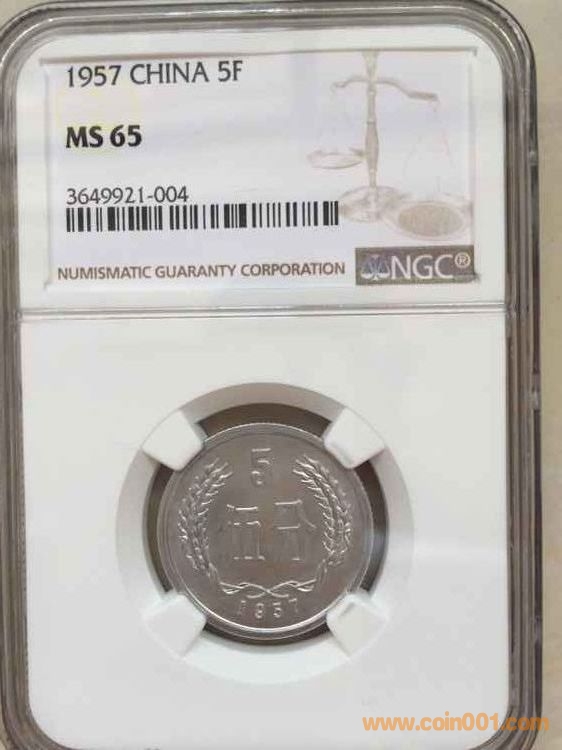 1957 CHINA 5F
MS 65
3649921-004
NUMISMATIC GUARANTY CORPORATION
NGC®
5
伍分
1957
www.coin001.com